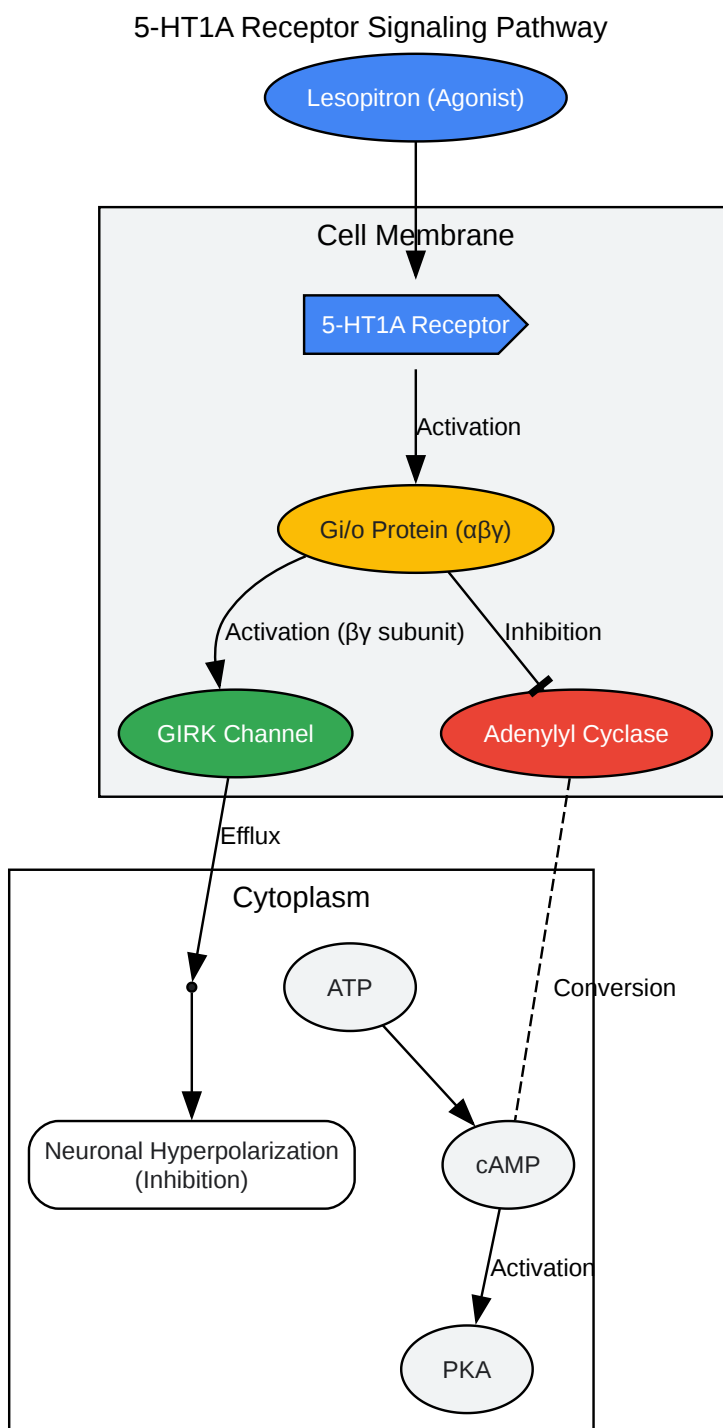 5-HT1A Receptor Signaling Pathway
Lesopitron (Agonist)
Cell Membrane
5-HT1A Receptor
Activation
Gi/o Protein (αβγ)
Activation (βγ subunit)
Inhibition
GIRK Channel
Adenylyl Cyclase
Efflux
Cytoplasm
ATP
Conversion
Neuronal Hyperpolarization
(Inhibition)
cAMP
Activation
PKA